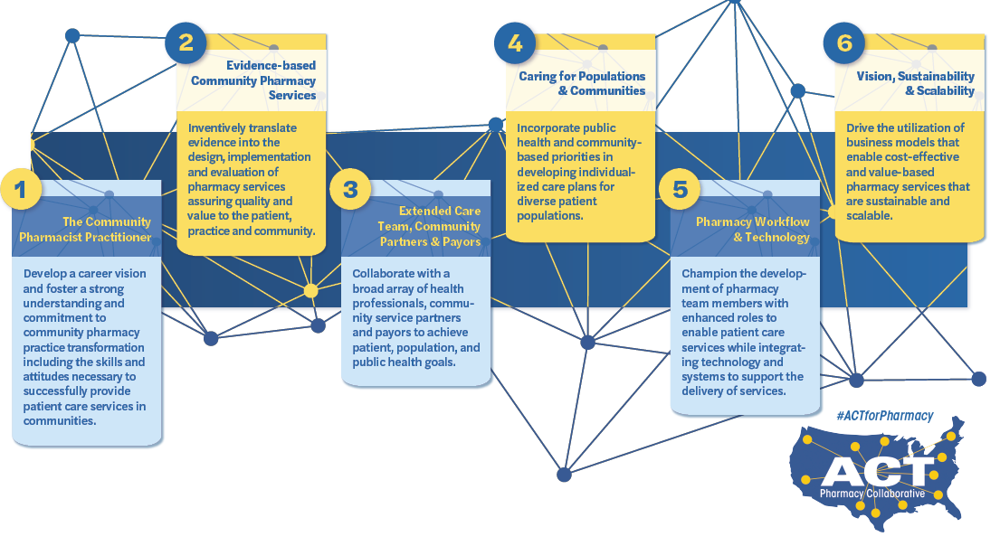 1
The Community
Pharmacist Practitioner
Develop a career vision
and foster a strong
understanding and
commitment to
community pharmacy
practice transformation
including the skills and
attitudes necessary to
successfully provide
patient care services in
communities.
2
Evidence-based
Community Pharmacy
Services
Inventively translate
evidence into the
design, implementation
and evaluation of
pharmacy services
assuring quality and
value to the patient,
practice and community.
3
Extended Care
Team, Community
Partners & Payors
Collaborate with a
broad array of health
professionals, commu-
nity service partners
and payors to achieve
patient, population, and
public health goals.
4
Caring for Populations
& Communities
Incorporate public
health and community-
based priorities in
developing individual-
ized care plans for
diverse patient
populations.
5
Pharmacy Workflow
& Technology
Champion the develop-
ment of pharmacy
team members with
enhanced roles to
enable patient care
services while integrat-
ing technology and
systems to support the
delivery of services.
6
Vision, Sustainability
& Scalability
Drive the utilization of
business models that
enable cost-effective
and value-based
pharmacy services that
are sustainable and
scalable.
#ACTforPharmacy
ACT
Pharmacy Collaborative